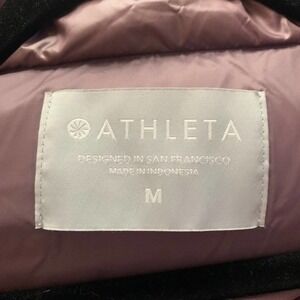 ATHLETA
DESIGNED IN SAN FRANCISCO
MADE IN INDONESIA
M